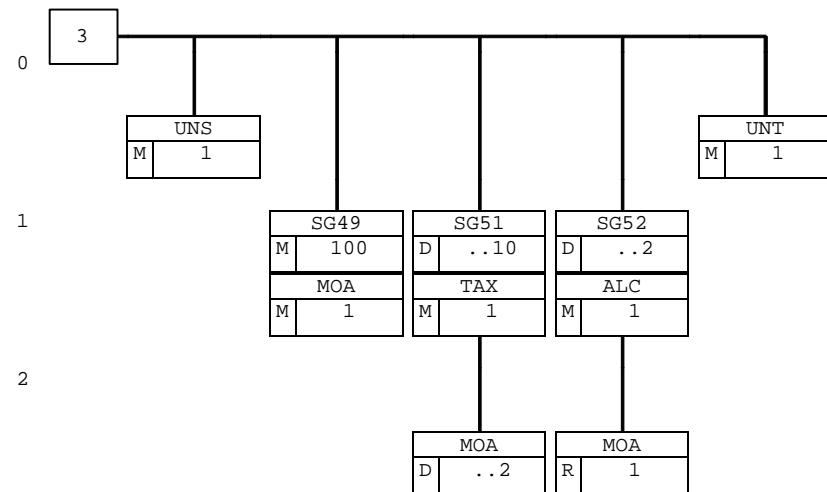 3
0
UNS UNT
M 1 M 1
1
SG49 SG51 SG52
M 100 D ..10 D ..2
MOA TAX ALC
M 1 M 1 M 1
2
MOA MOA
D ..2 R 1